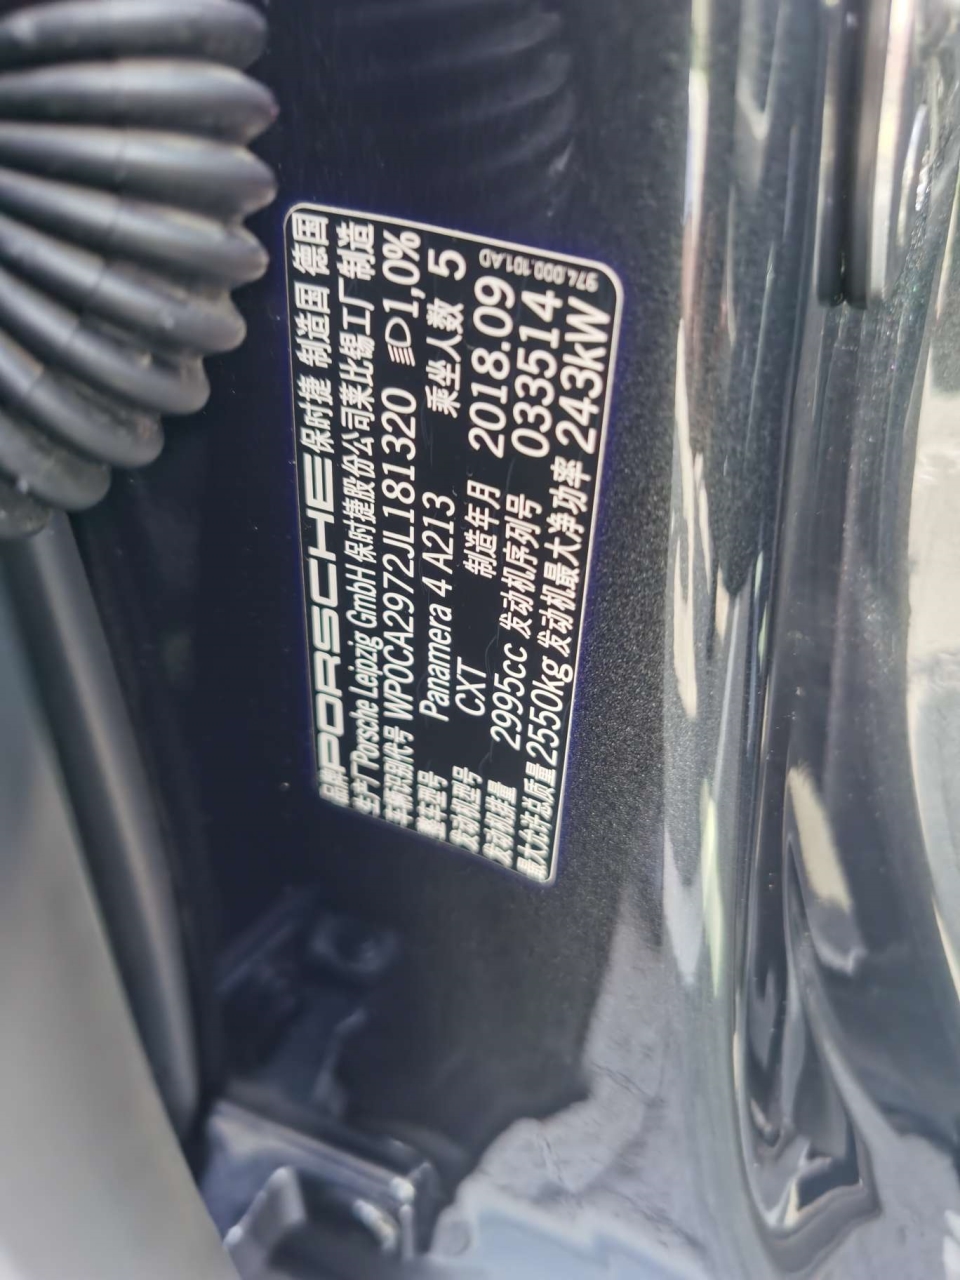 品牌 PORSCHE 保时捷 制造国 德国
生产厂 Porsche Leipzig GmbH 保时捷股份公司莱比锡工厂制造
车辆识别代号 WP0CA2972JL181320 1,0%
整车型号 Panamera 4 A213 乘坐人数 5
发动机型号 CXT 制造年月 2018.09
发动机排量 2995cc 发动机序列号 033514
最大允许总质量 2550kg 发动机最大净功率 243kW
974.000.101.AD